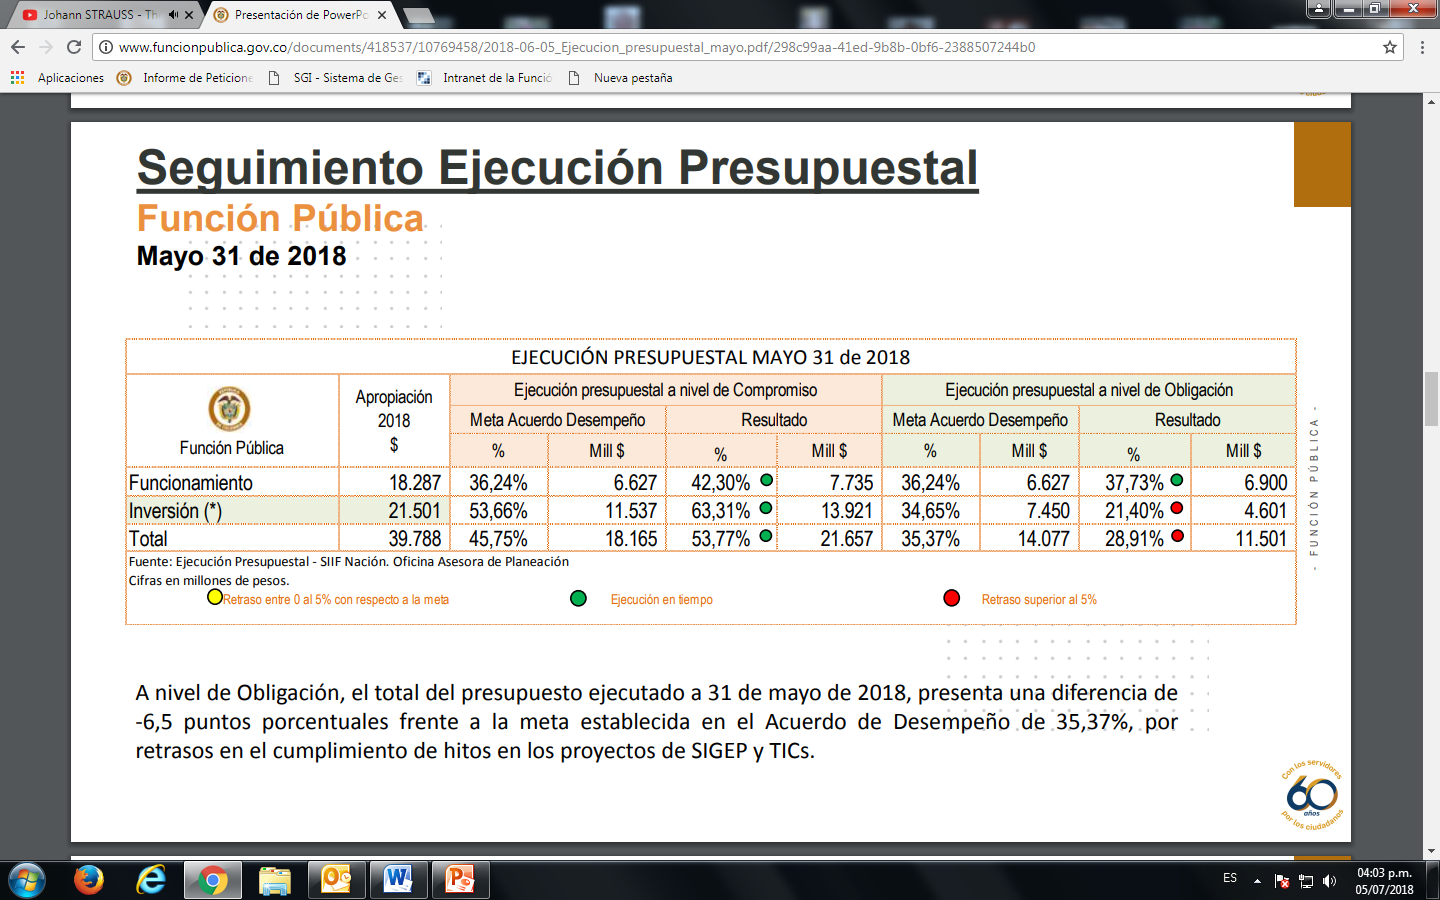 Johann STRAUSS - The
Presentación de PowerPo
www.funcionpublica.gov.co/documents/418537/10769458/2018-06-05_Ejecucion_presupuestal_mayo.pdf/298c99aa-41ed-9b8b-0bf6-2388507244b0
Aplicaciones Informe de Peticione SGI - Sistema de Ges Intranet de la Funció Nueva pestaña
Seguimiento Ejecución Presupuestal
Función Pública
Mayo 31 de 2018
EJECUCIÓN PRESUPUESTAL MAYO 31 de 2018
Función Pública
Apropiación
2018
$
Ejecución presupuestal a nivel de Compromiso Ejecución presupuestal a nivel de Obligación
Meta Acuerdo Desempeño Resultado Meta Acuerdo Desempeño Resultado
% Mill $ % Mill $ % Mill $ % Mill $
Funcionamiento 18.287 36,24% 6.627 42,30% 7.735 36,24% 6.627 37,73% 6.900
Inversión (*) 21.501 53,66% 11.537 63,31% 13.921 34,65% 7.450 21,40% 4.601
Total 39.788 45,75% 18.165 53,77% 21.657 35,37% 14.077 28,91% 11.501
Fuente: Ejecución Presupuestal - SIIF Nación. Oficina Asesora de Planeación
Cifras en millones de pesos.
Retraso entre 0 al 5% con respecto a la meta Ejecución en tiempo Retraso superior al 5%
- FUNCIÓN PÚBLICA -
A nivel de Obligación, el total del presupuesto ejecutado a 31 de mayo de 2018, presenta una diferencia de
-6,5 puntos porcentuales frente a la meta establecida en el Acuerdo de Desempeño de 35,37%, por
retrasos en el cumplimiento de hitos en los proyectos de SIGEP y TICs.
Con los servidores
60
años
por los ciudadanos
ES
04:03 p.m.
05/07/2018